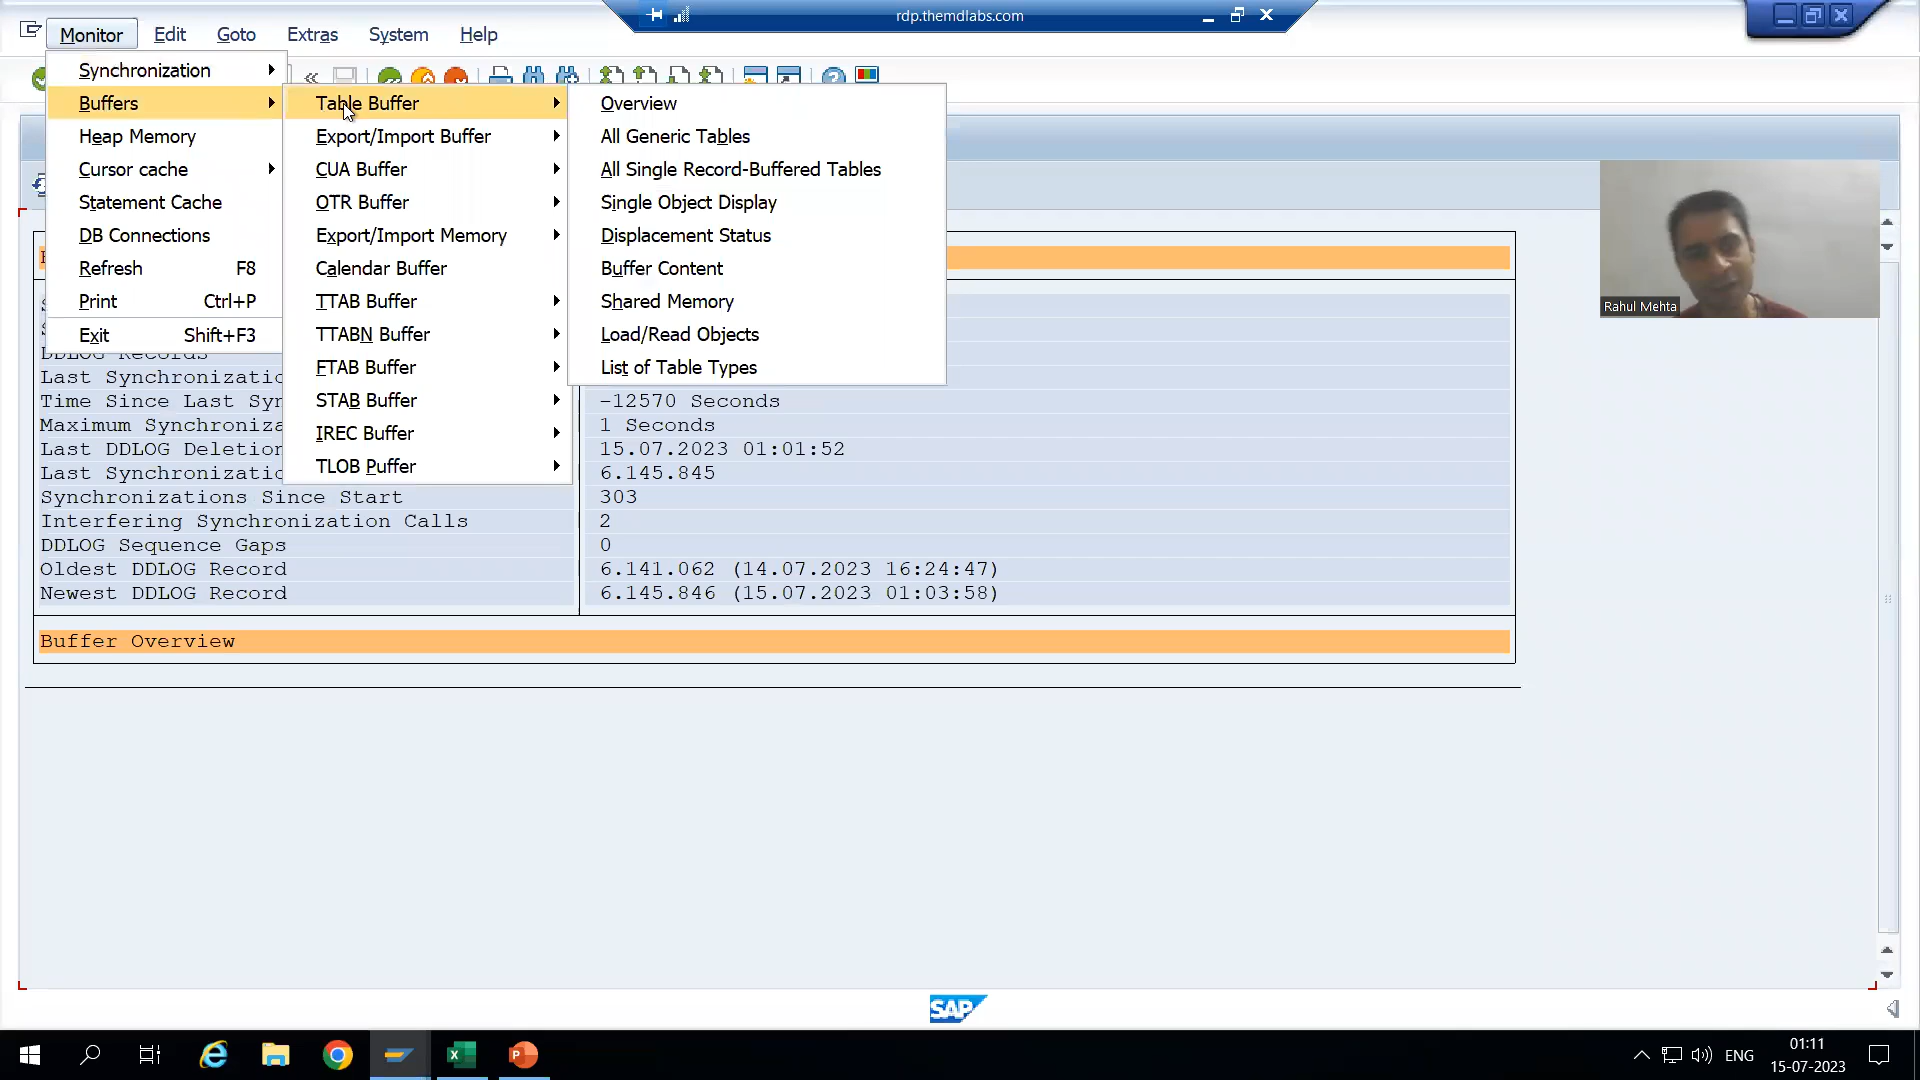 rdp.themdlabs.com
Monitor Edit Goto Extras System Help
Synchronization
Buffers
Heap Memory
Cursor cache
Statement Cache
DB Connections
Refresh F8
Print Ctrl+P
Exit Shift+F3
Table Buffer
Export/Import Buffer
CUA Buffer
OTR Buffer
Export/Import Memory
Calendar Buffer
TTAB Buffer
TTABN Buffer
FTAB Buffer
STAB Buffer
IREC Buffer
TLOB Puffer
Overview
All Generic Tables
All Single Record-Buffered Tables
Single Object Display
Displacement Status
Buffer Content
Shared Memory
Load/Read Objects
List of Table Types
Rahul Mehta
DDLOG Records
Last Synchronizatio
Time Since Last Syn -12570 Seconds
Maximum Synchroniza 1 Seconds
Last DDLOG Deletion 15.07.2023 01:01:52
Last Synchronizatio 6.145.845
Synchronizations Since Start 303
Interfering Synchronization Calls 2
DDLOG Sequence Gaps 0
Oldest DDLOG Record 6.141.062 (14.07.2023 16:24:47)
Newest DDLOG Record 6.145.846 (15.07.2023 01:03:58)
Buffer Overview
SAP
ENG
01:11
15-07-2023